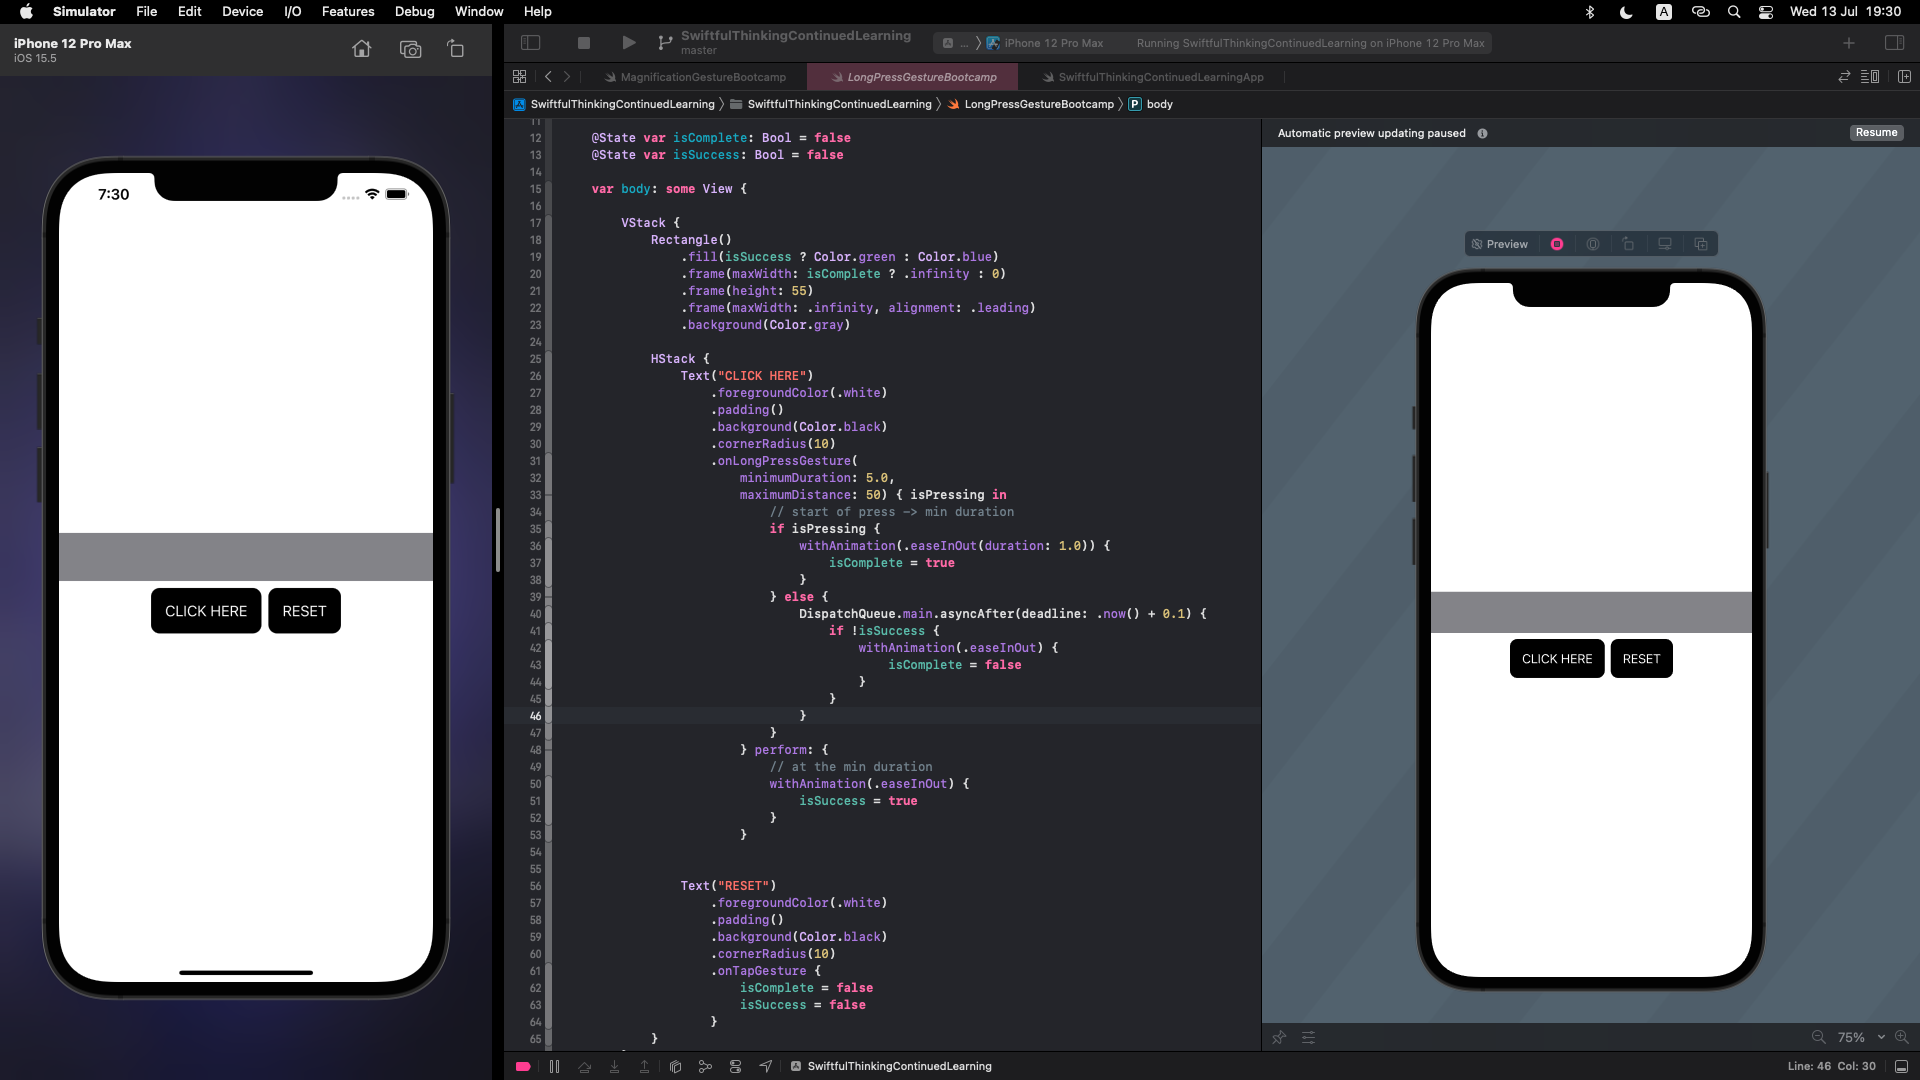 Simulator File Edit Device I/O Features Debug Window Help
A Wed 13 Jul 19:30
iPhone 12 Pro Max
iOS 15.5
7:30
CLICK HERE RESET
SwiftfulThinkingContinuedLearning
master
... iPhone 12 Pro Max Running SwiftfulThinkingContinuedLearning on iPhone 12 Pro Max
MagnificationGestureBootcamp LongPressGestureBootcamp SwiftfulThinkingContinuedLearningApp
SwiftfulThinkingContinuedLearning SwiftfulThinkingContinuedLearning LongPressGestureBootcamp P body
11
12 @State var isComplete: Bool = false
13 @State var isSuccess: Bool = false
14
15 var body: some View {
16
17 VStack {
18 Rectangle()
19 .fill(isSuccess ? Color.green : Color.blue)
20 .frame(maxWidth: isComplete ? .infinity : 0)
21 .frame(height: 55)
22 .frame(maxWidth: .infinity, alignment: .leading)
23 .background(Color.gray)
24
25 HStack {
26 Text("CLICK HERE")
27 .foregroundColor(.white)
28 .padding()
29 .background(Color.black)
30 .cornerRadius(10)
31 .onLongPressGesture(
32 minimumDuration: 5.0,
33 maximumDistance: 50) { isPressing in
34 // start of press -> min duration
35 if isPressing {
36 withAnimation(.easeInOut(duration: 1.0)) {
37 isComplete = true
38 }
39 } else {
40 DispatchQueue.main.asyncAfter(deadline: .now() + 0.1) {
41 if !isSuccess {
42 withAnimation(.easeInOut) {
43 isComplete = false
44 }
45 }
46 }
47 }
48 } perform: {
49 // at the min duration
50 withAnimation(.easeInOut) {
51 isSuccess = true
52 }
53 }
54
55
56 Text("RESET")
57 .foregroundColor(.white)
58 .padding()
59 .background(Color.black)
60 .cornerRadius(10)
61 .onTapGesture {
62 isComplete = false
63 isSuccess = false
64 }
65 }
Automatic preview updating paused Resume
Preview
CLICK HERE RESET
75%
SwiftfulThinkingContinuedLearning
Line: 46 Col: 30